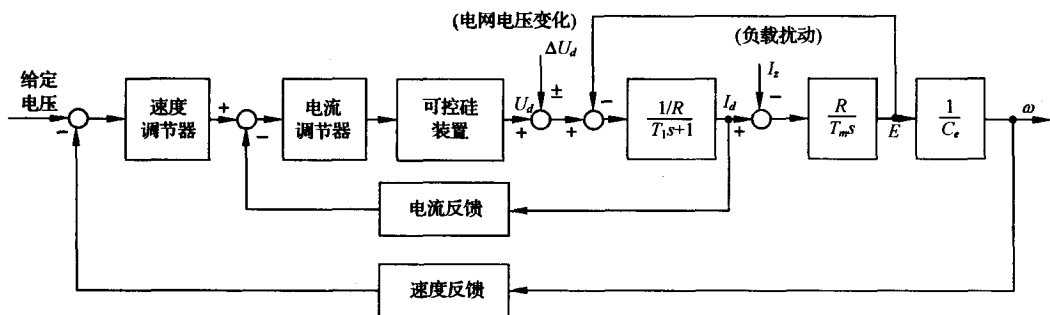 (电网电压变化)
(负载扰动)
ΔU_d
I_z
给定
电压
速度
调节器
电流
调节器
可控硅
装置
U_d
±
1/R
T_1s+1
I_d
R
T_ms
E
1
C_e
ω
− + − + + − + −
电流反馈
速度反馈